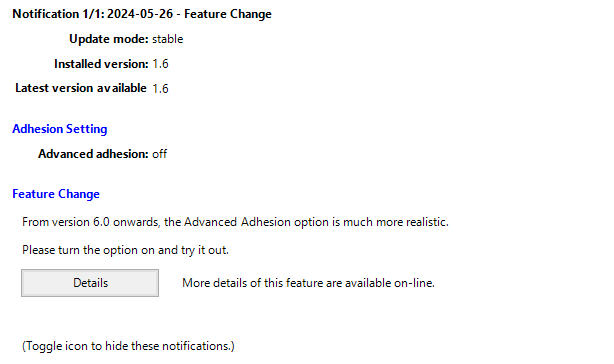 Notification 1/1: 2024-05-26 - Feature Change
Update mode: stable
Installed version: 1.6
Latest version available 1.6
Adhesion Setting
Advanced adhesion: off
Feature Change
From version 6.0 onwards, the Advanced Adhesion option is much more realistic.
Please turn the option on and try it out.
Details More details of this feature are available on-line.
(Toggle icon to hide these notifications.)